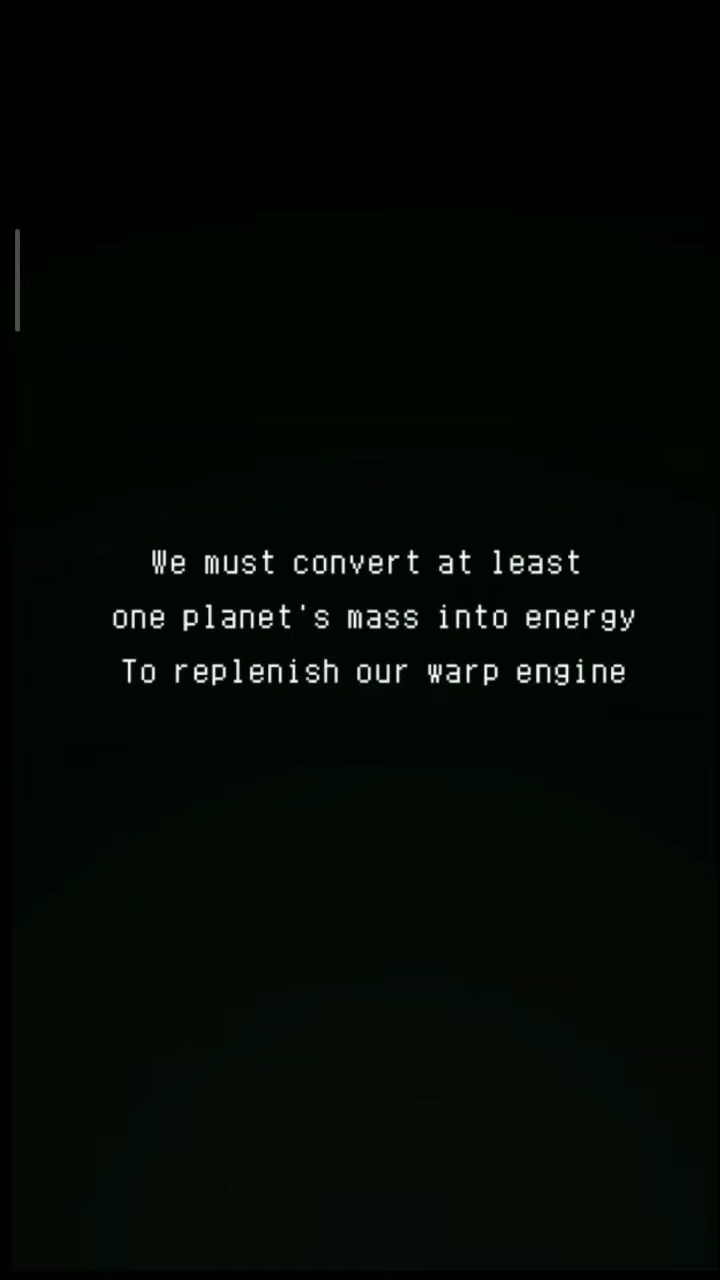 We must convert at least
one planet's mass into energy
To replenish our warp engine